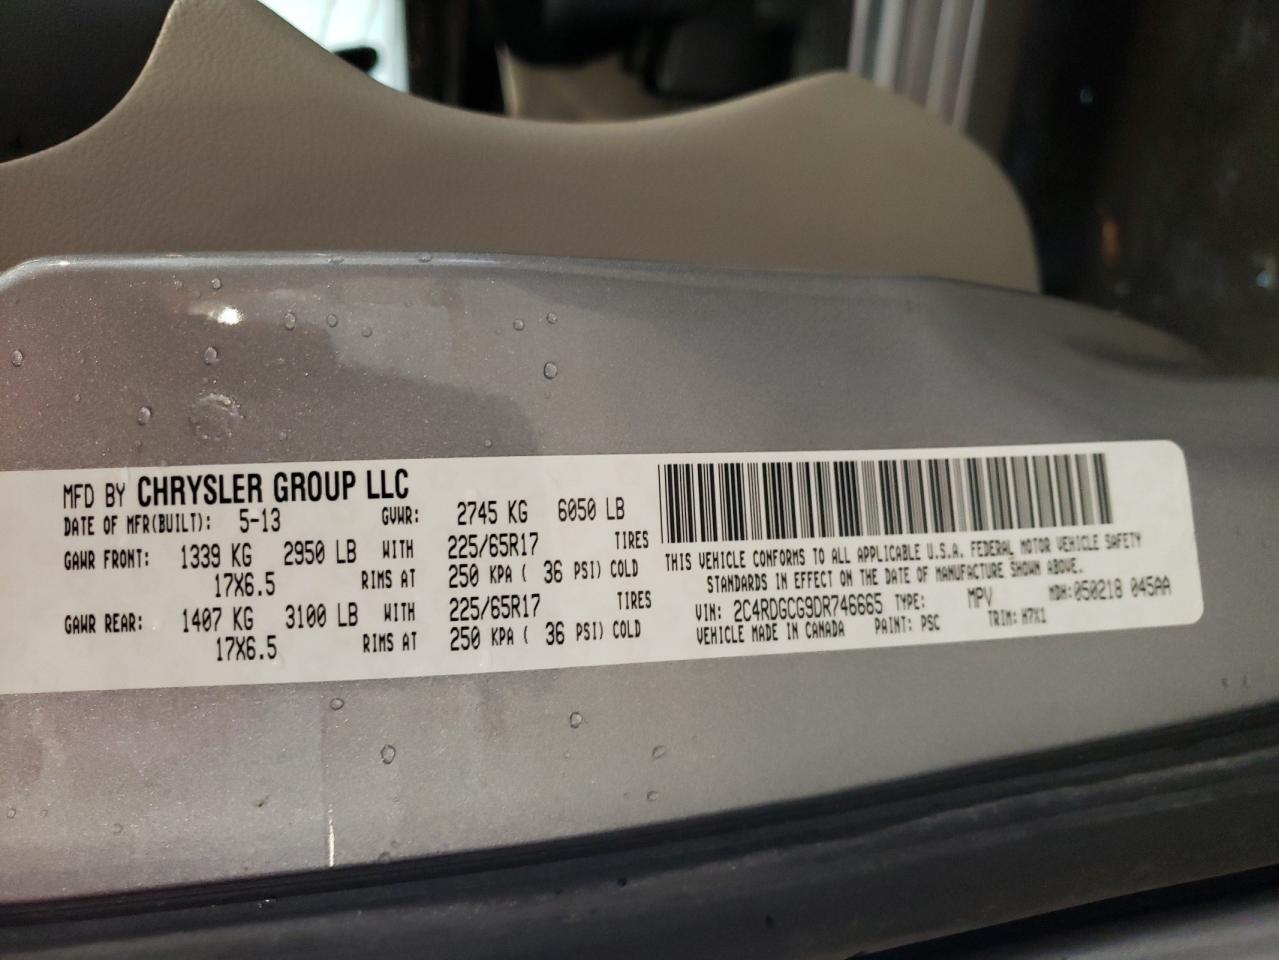 MFD BY CHRYSLER GROUP LLC
DATE OF MFR(BUILT): 5-13 GVWR: 2745 KG 6050 LB
GAWR FRONT: 1339 KG 2950 LB WITH 225/65R17 TIRES
17X6.5 RIMS AT 250 KPA ( 36 PSI) COLD
GAWR REAR: 1407 KG 3100 LB WITH 225/65R17 TIRES
17X6.5 RIMS AT 250 KPA ( 36 PSI) COLD
THIS VEHICLE CONFORMS TO ALL APPLICABLE U.S.A. FEDERAL MOTOR VEHICLE SAFETY
STANDARDS IN EFFECT ON THE DATE OF MANUFACTURE SHOWN ABOVE.
VIN: 2C4RDGCG9DR746665 TYPE: MPV MDH:050218 045AA
VEHICLE MADE IN CANADA PAINT: PSC TRIM: H7X1